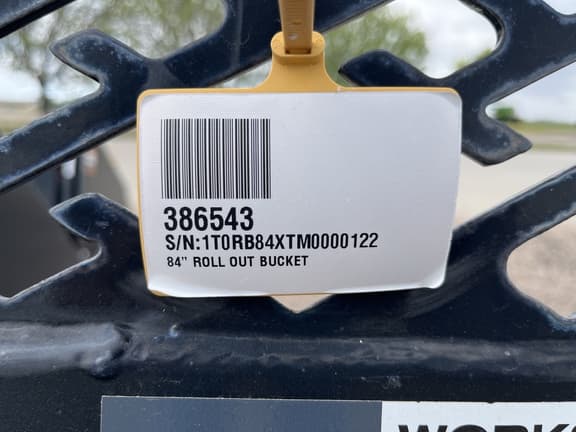 386543
S/N:1T0RB84XTM0000122
84" ROLL OUT BUCKET